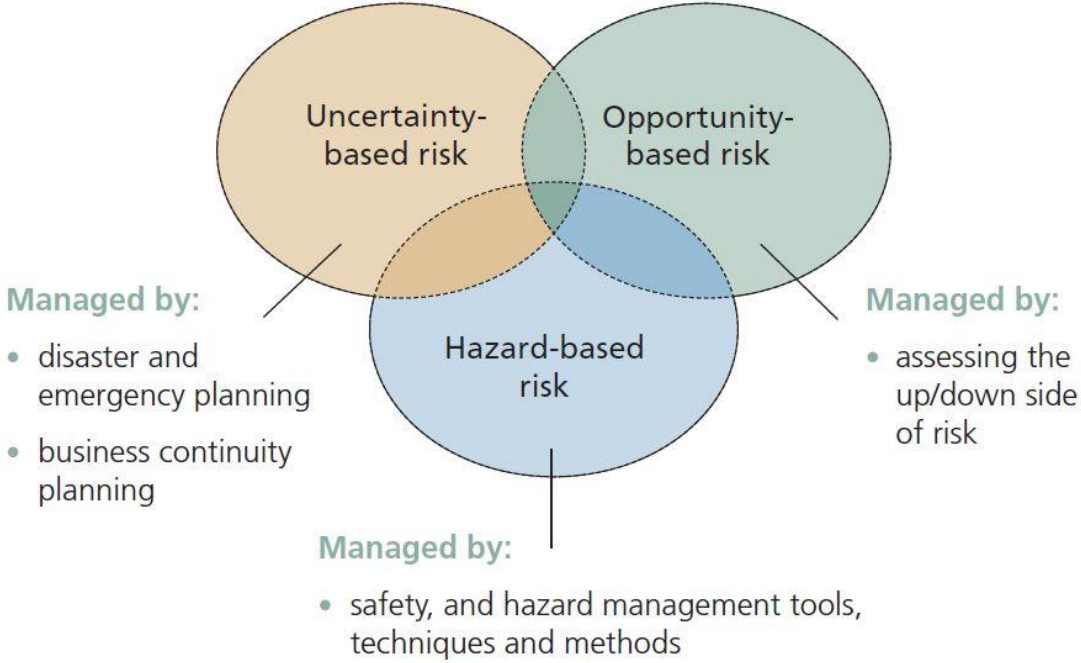 Uncertainty-
based risk
Opportunity-
based risk
Hazard-based
risk
Managed by:
• disaster and
emergency planning
• business continuity
planning
Managed by:
• assessing the
up/down side
of risk
Managed by:
• safety, and hazard management tools,
techniques and methods